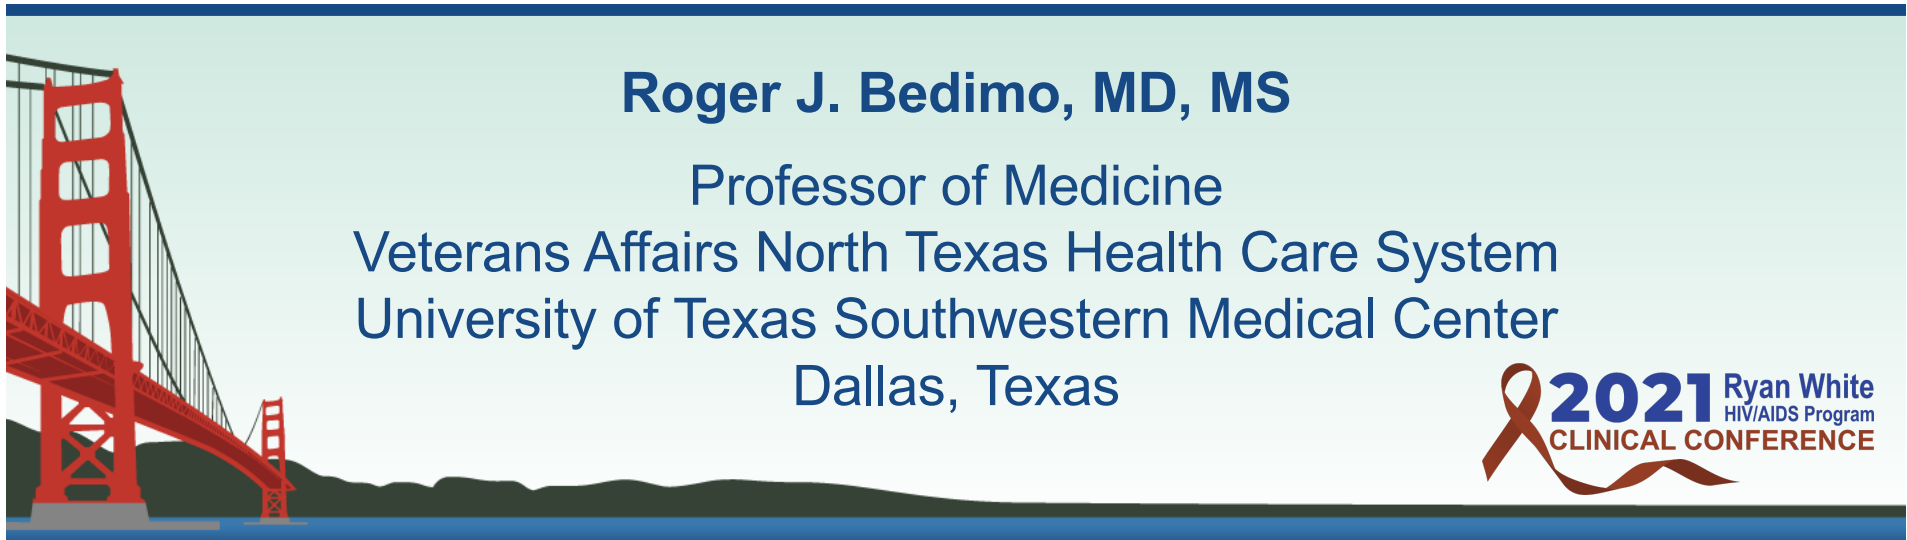 Roger J. Bedimo, MD, MS
Professor of Medicine
Veterans Affairs North Texas Health Care System
University of Texas Southwestern Medical Center
Dallas, Texas
2021 Ryan White
HIV/AIDS Program
CLINICAL CONFERENCE